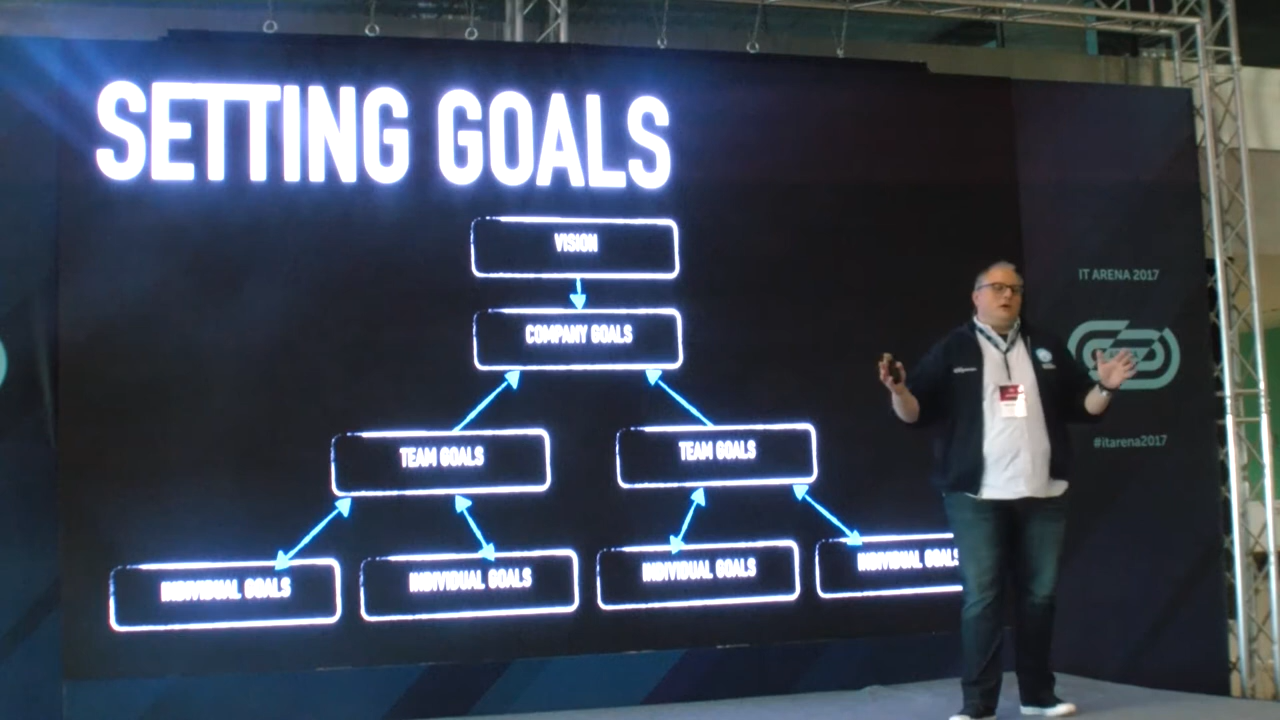 SETTING GOALS
VISION
COMPANY GOALS
TEAM GOALS
TEAM GOALS
INDIVIDUAL GOALS
INDIVIDUAL GOALS
INDIVIDUAL GOALS
INDIVIDUAL GOALS
IT ARENA 2017
#itarena2017